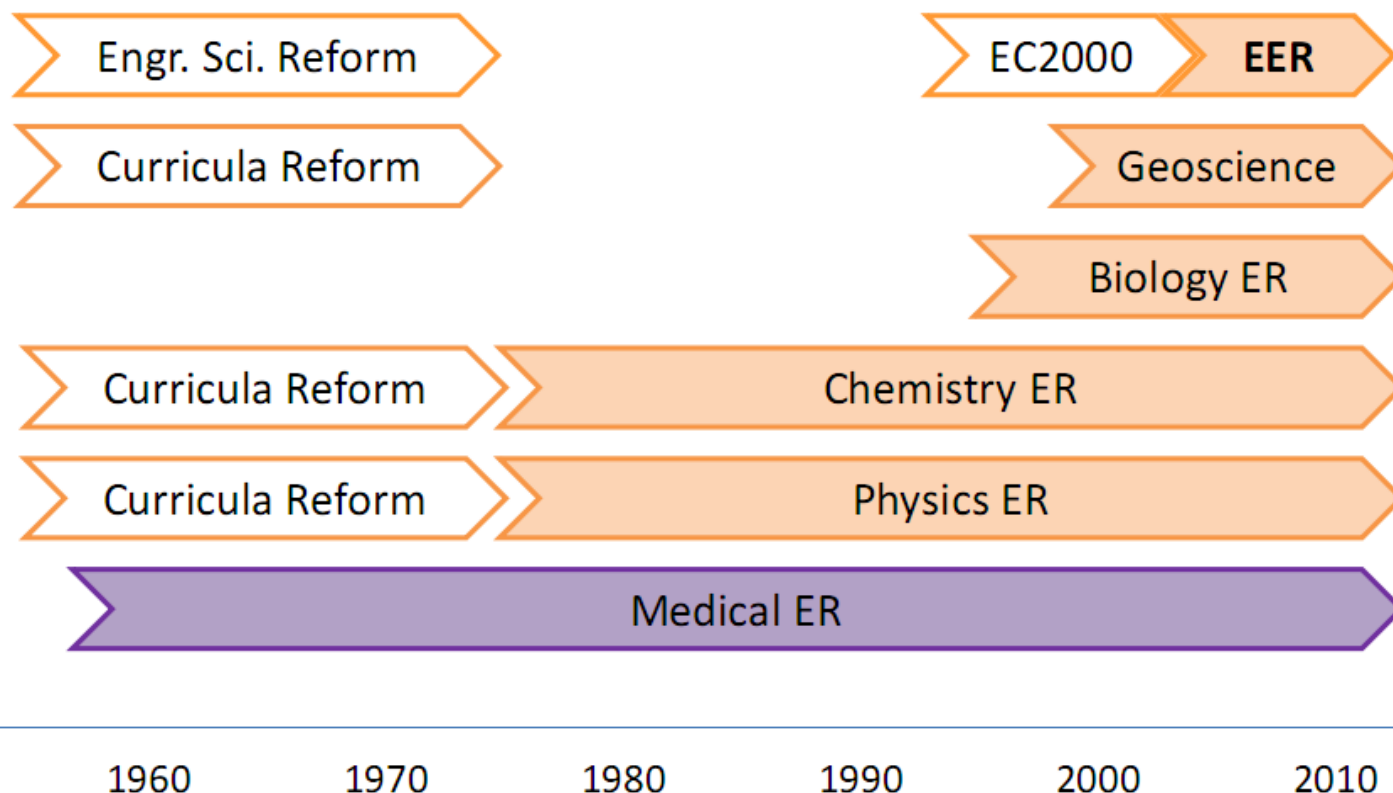 Engr. Sci. Reform EC2000 EER
Curricula Reform Geoscience
Biology ER
Curricula Reform Chemistry ER
Curricula Reform Physics ER
Medical ER
1960 1970 1980 1990 2000 2010